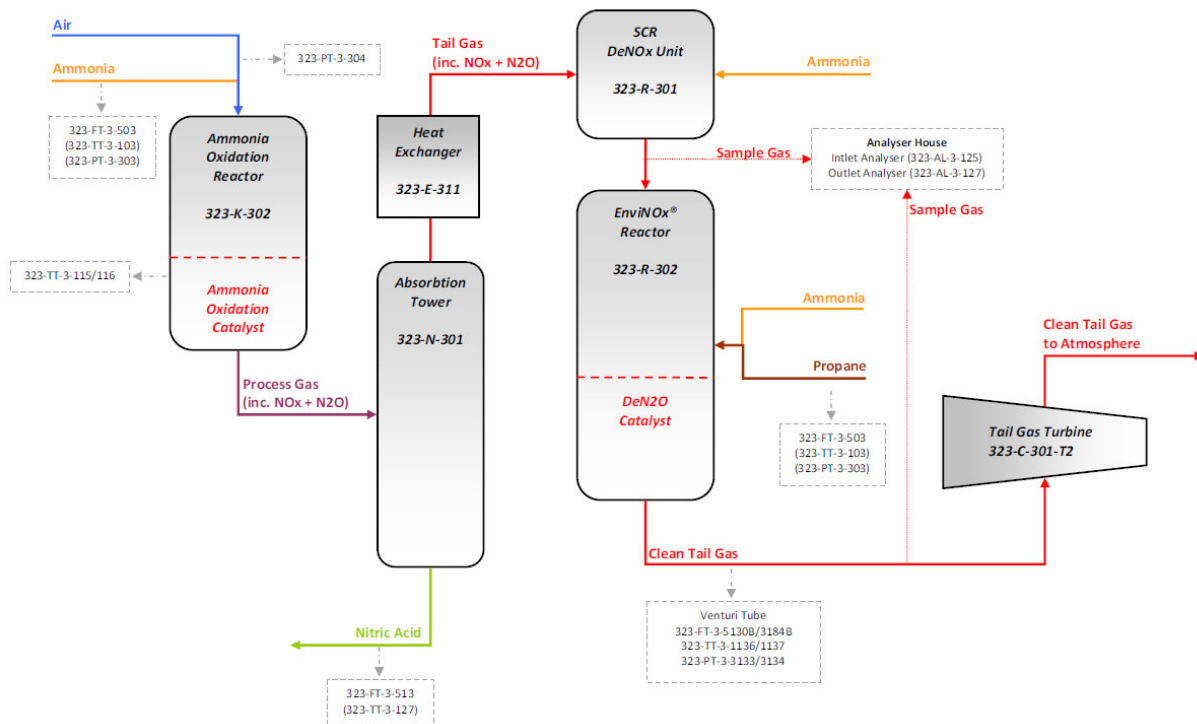 Air
323-PT-3-304
Ammonia
323-FT-3-503
(323-TT-3-103)
(323-PT-3-303)
Ammonia
Oxidation
Reactor
323-K-302
323-TT-3-115/116
Ammonia
Oxidation
Catalyst
Process Gas
(inc. NOx + N2O)
Tail Gas
(inc. NOx + N2O)
Heat
Exchanger
323-E-311
Absorbtion
Tower
323-N-301
Nitric Acid
323-FT-3-513
(323-TT-3-127)
SCR
DeNOx Unit
323-R-301
Ammonia
Sample Gas
Analyser House
Intlet Analyser (323-AL-3-125)
Outlet Analyser (323-AL-3-127)
Sample Gas
EnviNOx®
Reactor
323-R-302
Ammonia
Propane
DeN2O
Catalyst
323-FT-3-503
(323-TT-3-103)
(323-PT-3-303)
Clean Tail Gas
Venturi Tube
323-FT-3-5130B/3184B
323-TT-3-1136/1137
323-PT-3-3133/3134
Clean Tail Gas
to Atmosphere
Tail Gas Turbine
323-C-301-T2